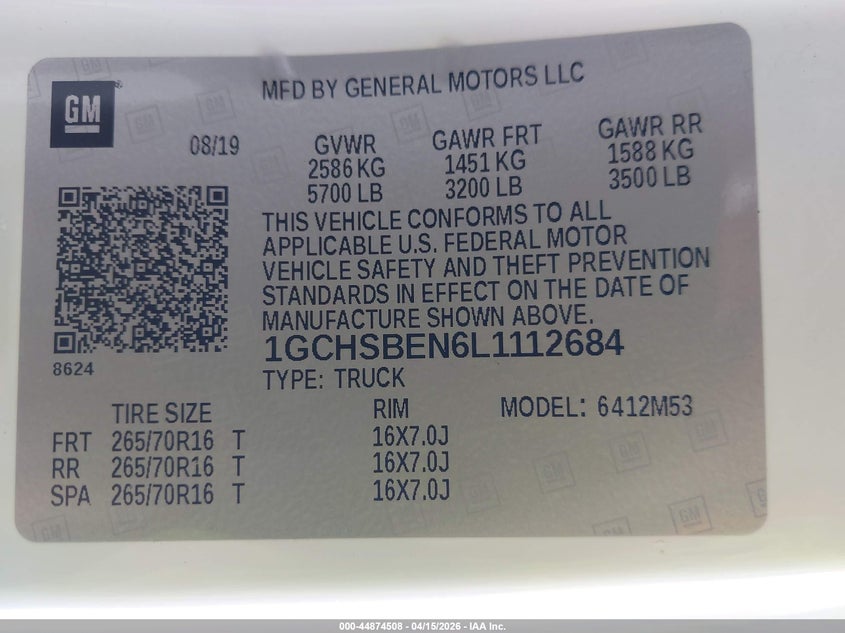 GM
MFD BY GENERAL MOTORS LLC
08/19
GVWR
2586 KG
5700 LB
GAWR FRT
1451 KG
3200 LB
GAWR RR
1588 KG
3500 LB
THIS VEHICLE CONFORMS TO ALL
APPLICABLE U.S. FEDERAL MOTOR
VEHICLE SAFETY AND THEFT PREVENTION
STANDARDS IN EFFECT ON THE DATE OF
MANUFACTURE SHOWN ABOVE.
1GCHSBEN6L1112684
8624
TYPE: TRUCK
TIRE SIZE RIM MODEL: 6412M53
FRT 265/70R16 T 16X7.0J
RR 265/70R16 T 16X7.0J
SPA 265/70R16 T 16X7.0J
000-44874508 - 04/15/2026 - IAA Inc.